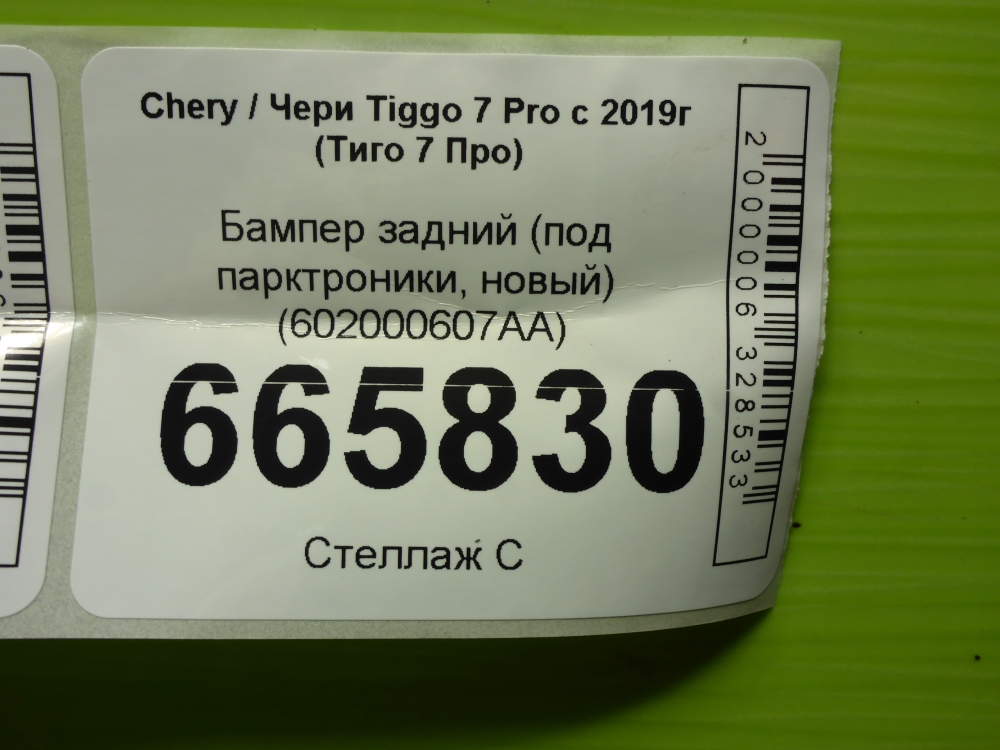 Chery / Чери Tiggo 7 Pro с 2019г
(Тиго 7 Про)
Бампер задний (под
парктроники, новый)
(602000607AA)
665830
Стеллаж С
2000006328533